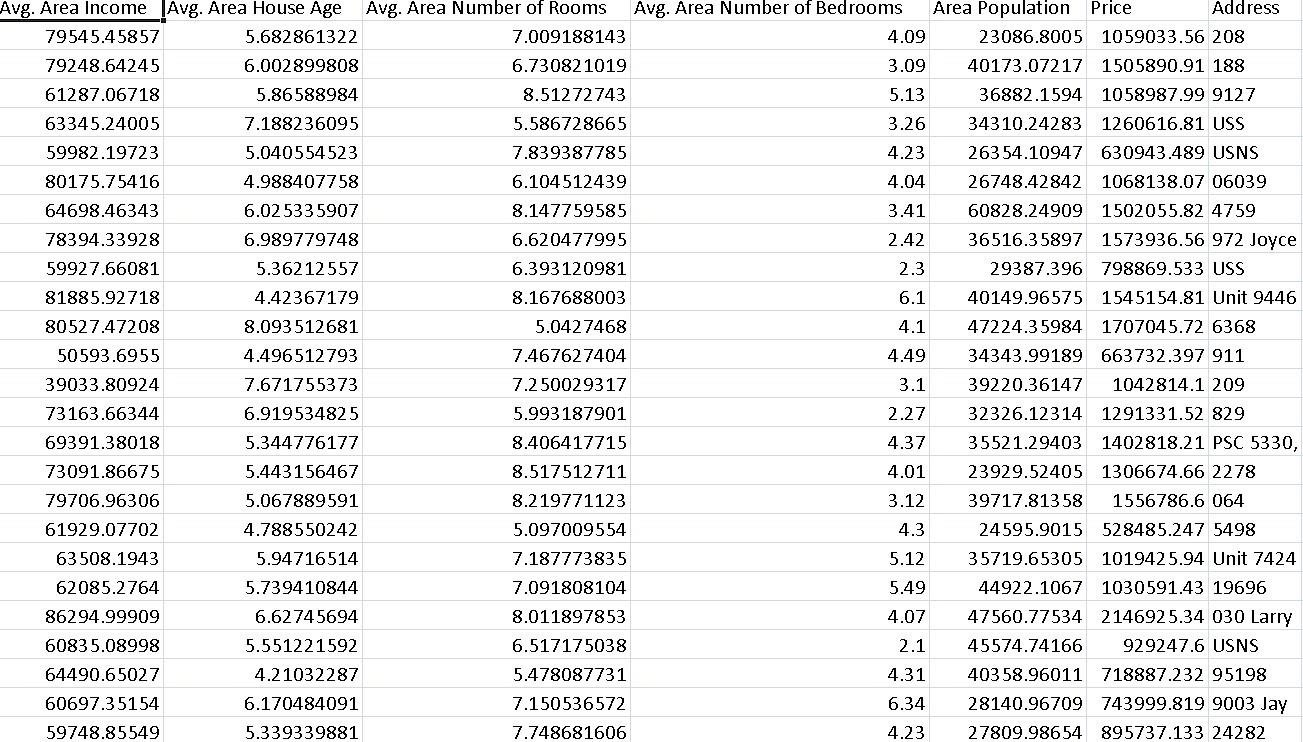 Avg. Area Income Avg. Area House Age Avg. Area Number of Rooms Avg. Area Number of Bedrooms Area Population Price Address
79545.45857 5.682861322 7.009188143 4.09 23086.8005 1059033.56 208
79248.64245 6.002899808 6.730821019 3.09 40173.07217 1505890.91 188
61287.06718 5.86588984 8.51272743 5.13 36882.1594 1058987.99 9127
63345.24005 7.188236095 5.586728665 3.26 34310.24283 1260616.81 USS
59982.19723 5.040554523 7.839387785 4.23 26354.10947 630943.489 USNS
80175.75416 4.988407758 6.104512439 4.04 26748.42842 1068138.07 06039
64698.46343 6.025335907 8.147759585 3.41 60828.24909 1502055.82 4759
78394.33928 6.989779748 6.620477995 2.42 36516.35897 1573936.56 972 Joyce
59927.66081 5.36212557 6.393120981 2.3 29387.396 798869.533 USS
81885.92718 4.42367179 8.167688003 6.1 40149.96575 1545154.81 Unit 9446
80527.47208 8.093512681 5.0427468 4.1 47224.35984 1707045.72 6368
50593.6955 4.496512793 7.467627404 4.49 34343.99189 663732.397 911
39033.80924 7.671755373 7.250029317 3.1 39220.36147 1042814.1 209
73163.66344 6.919534825 5.993187901 2.27 32326.12314 1291331.52 829
69391.38018 5.344776177 8.406417715 4.37 35521.29403 1402818.21 PSC 5330,
73091.86675 5.443156467 8.517512711 4.01 23929.52405 1306674.66 2278
79706.96306 5.067889591 8.219771123 3.12 39717.81358 1556786.6 064
61929.07702 4.788550242 5.097009554 4.3 24595.9015 528485.247 5498
63508.1943 5.94716514 7.187773835 5.12 35719.65305 1019425.94 Unit 7424
62085.2764 5.739410844 7.091808104 5.49 44922.1067 1030591.43 19696
86294.99909 6.62745694 8.011897853 4.07 47560.77534 2146925.34 030 Larry
60835.08998 5.551221592 6.517175038 2.1 45574.74166 929247.6 USNS
64490.65027 4.21032287 5.478087731 4.31 40358.96011 718887.232 95198
60697.35154 6.170484091 7.150536572 6.34 28140.96709 743999.819 9003 Jay
59748.85549 5.339339881 7.748681606 4.23 27809.98654 895737.133 24282